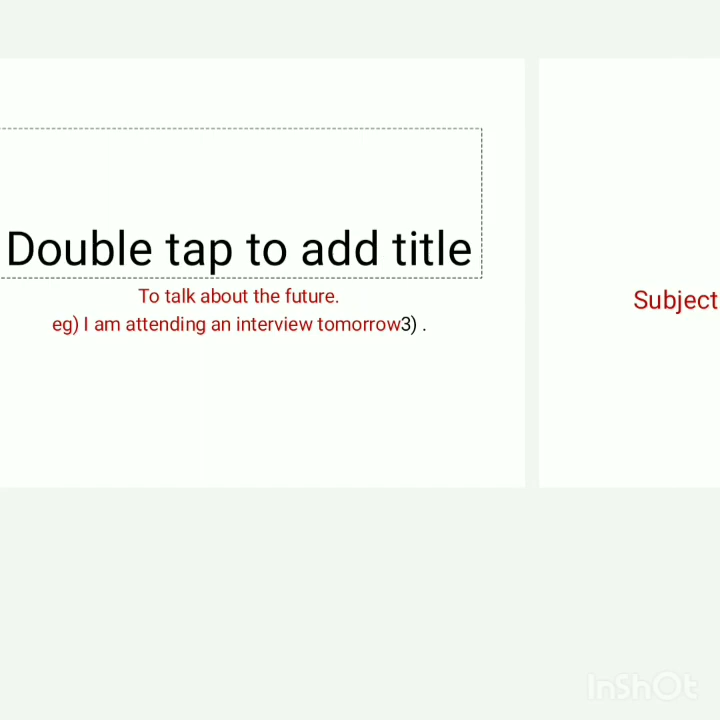 Double tap to add title
To talk about the future.
eg) I am attending an interview tomorrow3) .
Subject
InShOt